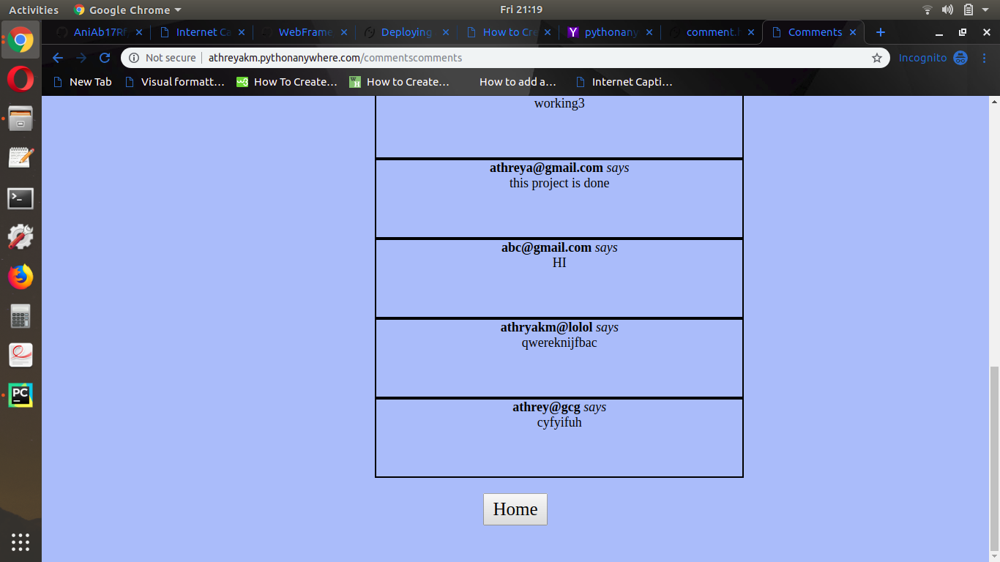 Activities Google Chrome Fri 21:19
AniAb17Rf Internet Ca WebFrame Deploying How to Cre pythonany comment.h Comments
Not secure athreyakm.pythonanywhere.com/commentscomments Incognito
New Tab Visual formatt… How To Create… How to Create… How to add a… Internet Capti…
working3
athreya@gmail.com says
this project is done
abc@gmail.com says
HI
athryakm@lolol says
qwereknijfbac
athrey@gcg says
cyfyifuh
Home